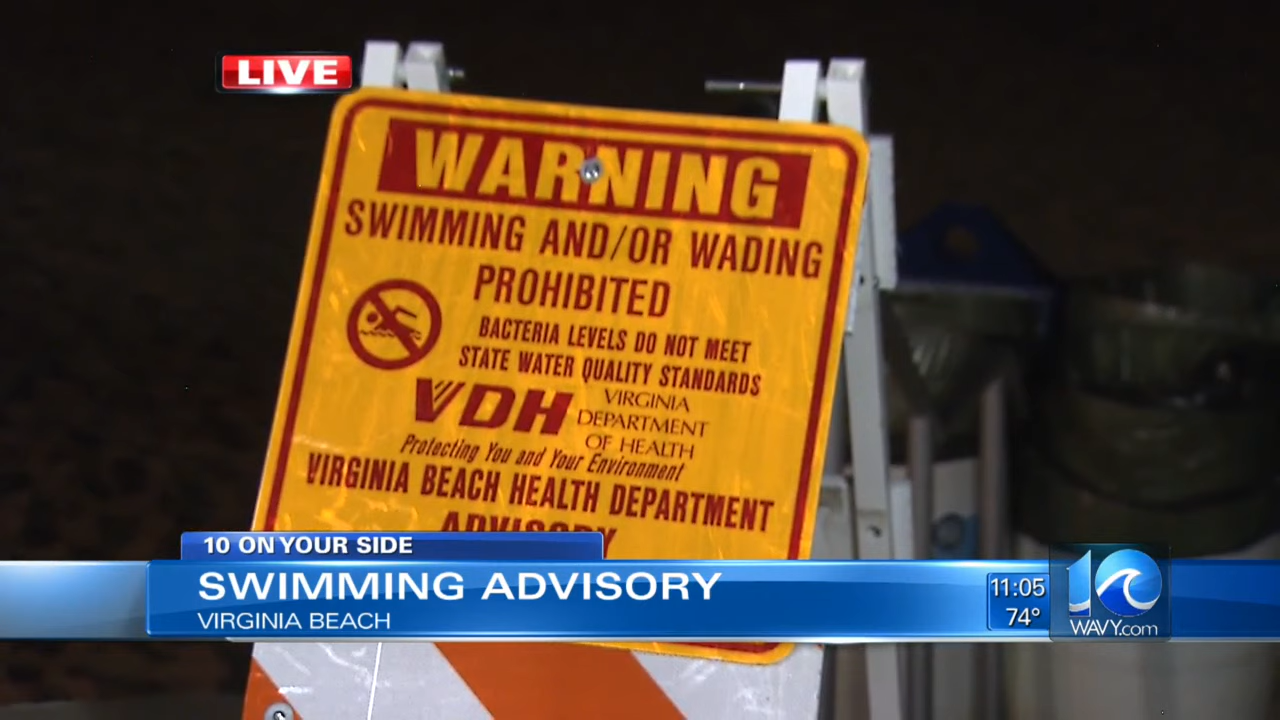 LIVE
WARNING
SWIMMING AND/OR WADING
PROHIBITED
BACTERIA LEVELS DO NOT MEET
STATE WATER QUALITY STANDARDS
VDH
VIRGINIA
DEPARTMENT
OF HEALTH
Protecting You and Your Environment
VIRGINIA BEACH HEALTH DEPARTMENT
ADVISORY
10 ON YOUR SIDE
SWIMMING ADVISORY
VIRGINIA BEACH
11:05
74°
10
WAVY.com